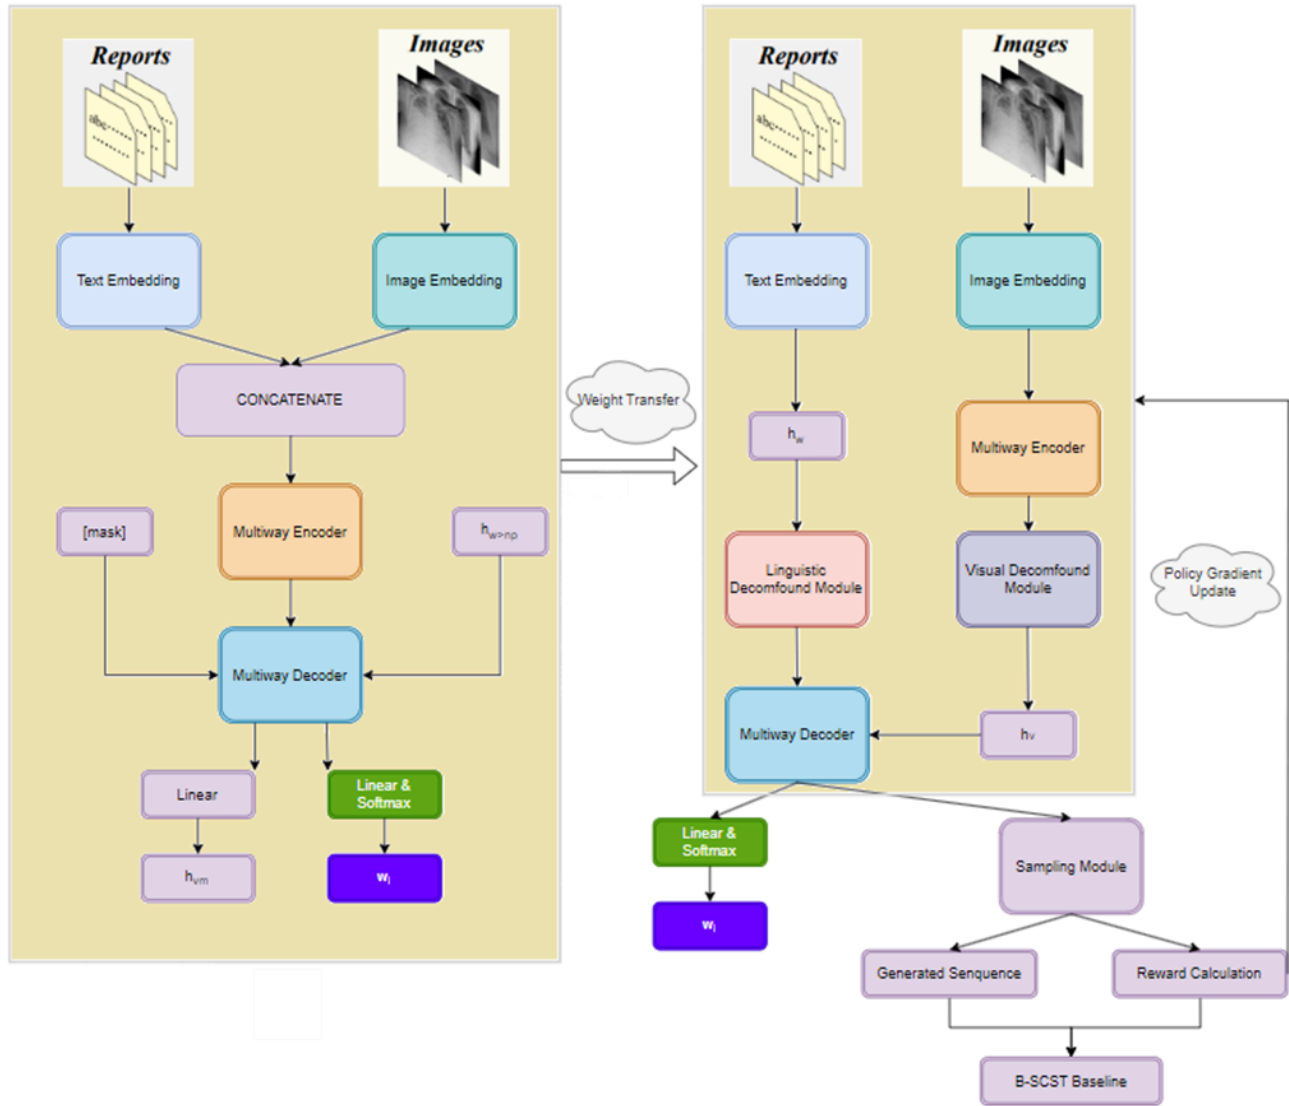 Reports
abc......
Images
Text Embedding
Image Embedding
CONCATENATE
Multiway Encoder
[mask]
hw>np
Multiway Decoder
Linear
Linear &
Softmax
hvm
wi
Weight Transfer
Reports
abc......
Images
Text Embedding
Image Embedding
hw
Multiway Encoder
Linguistic
Decomfound Module
Visual Decomfound
Module
Multiway Decoder
hv
Policy Gradient
Update
Linear &
Softmax
wi
Sampling Module
Generated Senquence
Reward Calculation
B-SCST Baseline